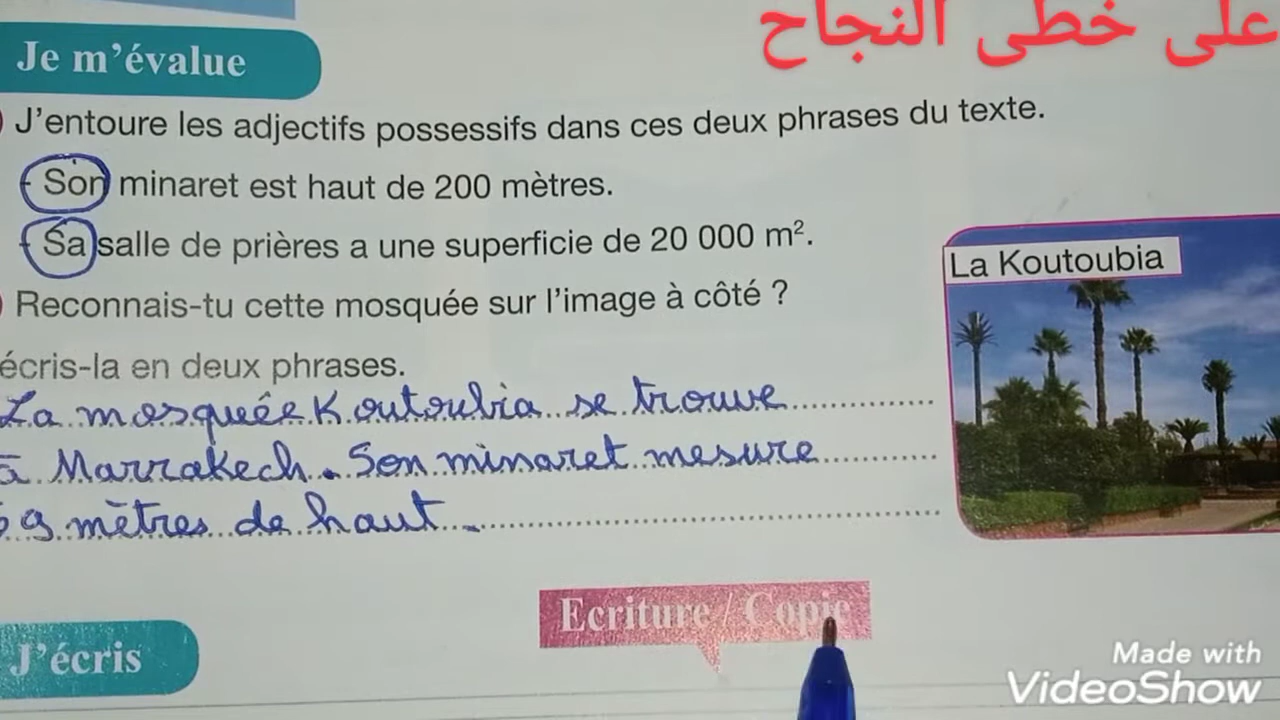 على خطى النجاح
Je m'évalue
J'entoure les adjectifs possessifs dans ces deux phrases du texte.
- Son minaret est haut de 200 mètres.
- Sa salle de prières a une superficie de 20 000 m².
Reconnais-tu cette mosquée sur l'image à côté ?
La Koutoubia
écris-la en deux phrases.
La mosquée Koutoubia se trouve
à Marrakech. Son minaret mesure
69 mètres de haut.
Ecriture / Copie
J'écris
Made with
VideoShow